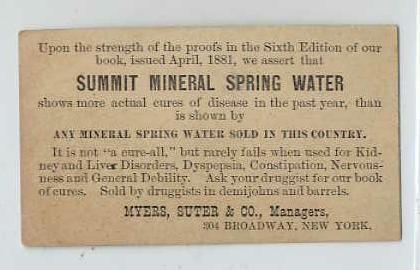 Upon the strength of the proofs in the Sixth Edition of our
book, issued April, 1881, we assert that
SUMMIT MINERAL SPRING WATER
shows more actual cures of disease in the past year, than
is shown by
ANY MINERAL SPRING WATER SOLD IN THIS COUNTRY.
It is not "a cure-all," but rarely fails when used for Kid-
ney and Liver Disorders, Dyspepsia, Constipation, Nervous-
ness and General Debility. Ask your druggist for our book
of cures. Sold by druggists in demijohns and barrels.
MYERS, SUTER & CO., Managers,
304 BROADWAY, NEW YORK.